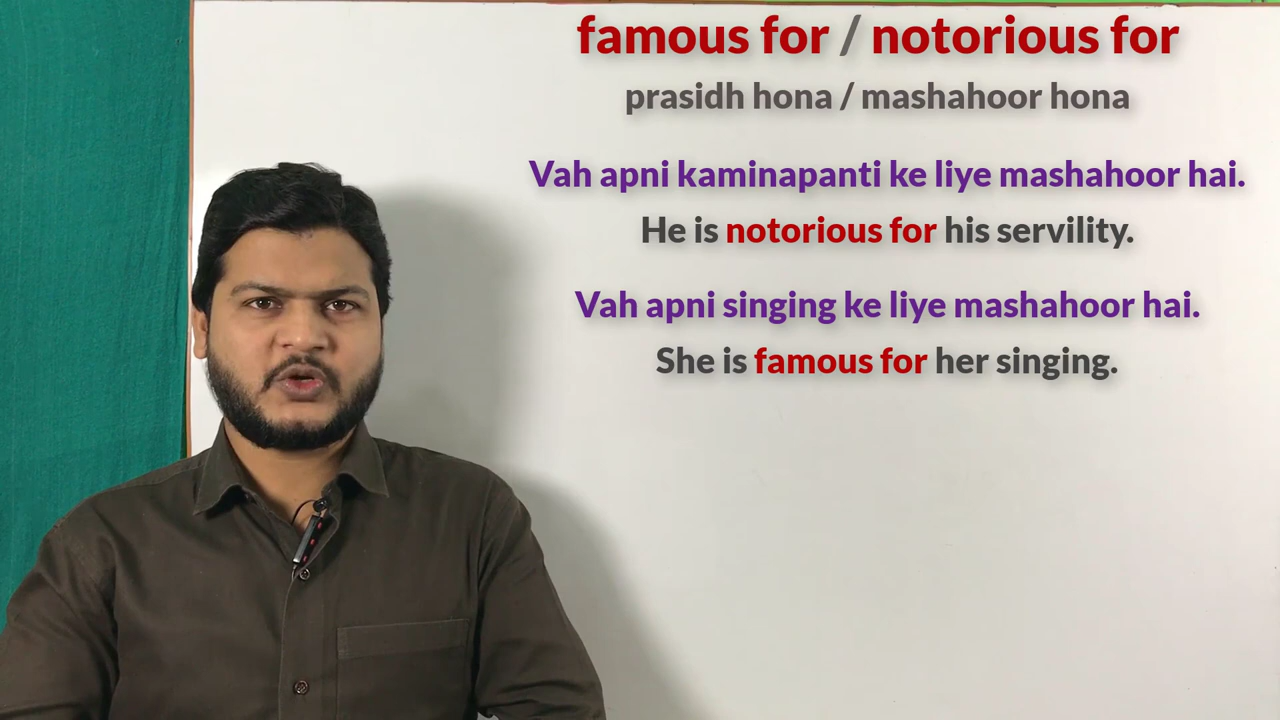 famous for / notorious for
prasidh hona / mashahoor hona
Vah apni kaminapanti ke liye mashahoor hai.
He is notorious for his servility.
Vah apni singing ke liye mashahoor hai.
She is famous for her singing.